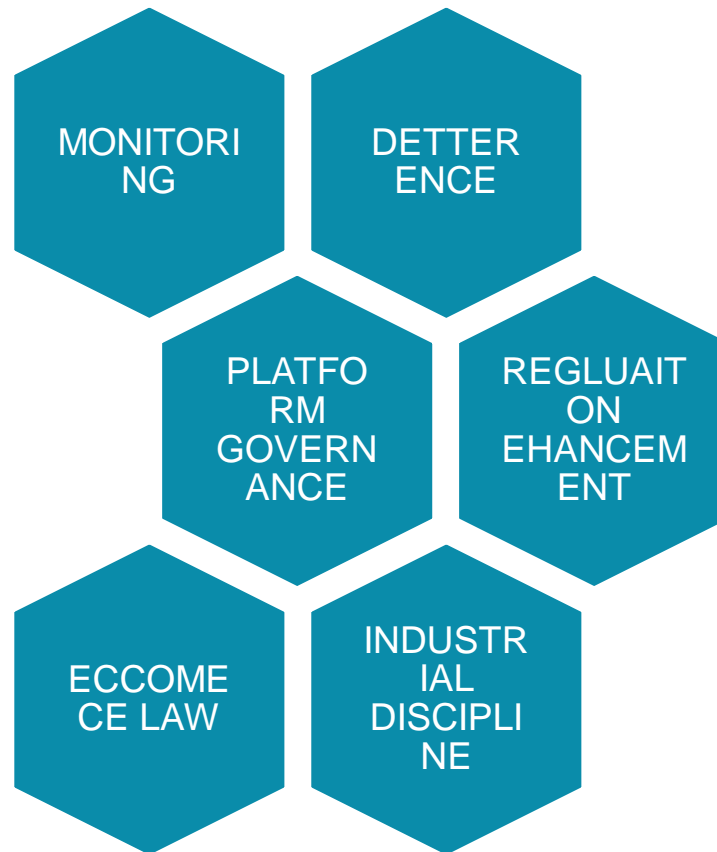 MONITORI
NG
DETTER
ENCE
PLATFO
RM
GOVERN
ANCE
REGLUAIT
ON
EHANCEM
ENT
ECCOME
CE LAW
INDUSTR
IAL
DISCIPLI
NE